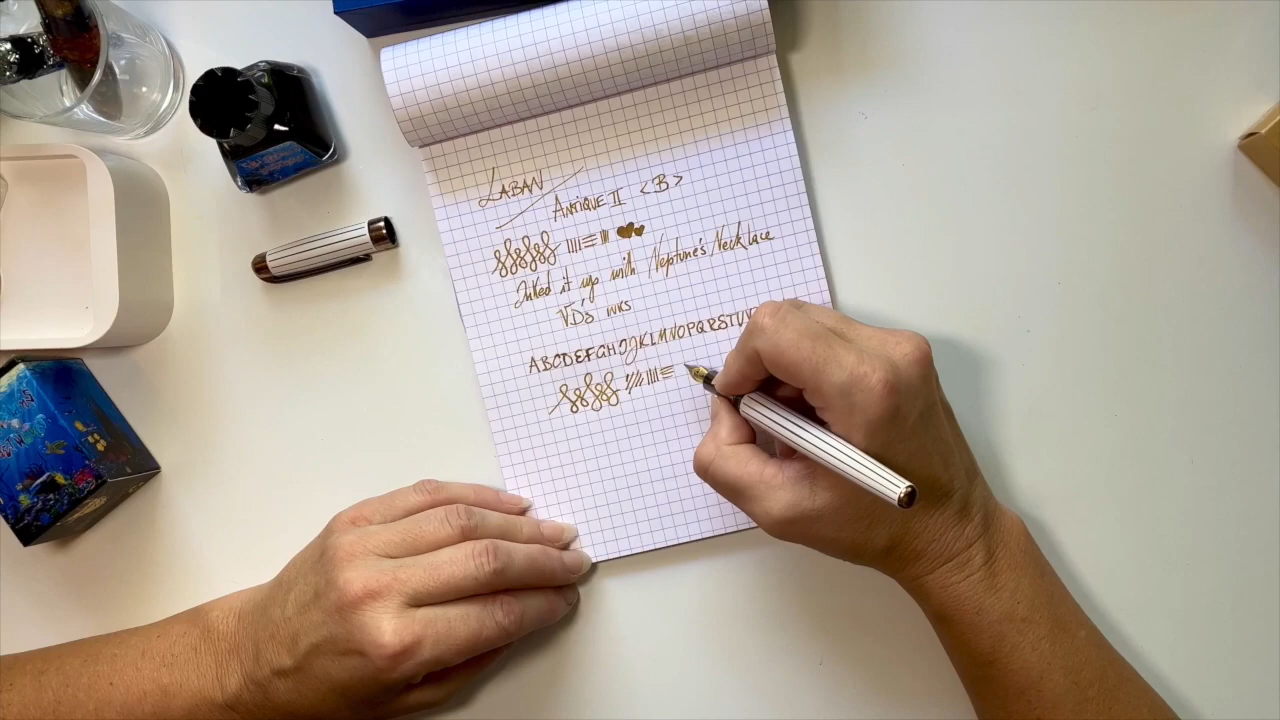 LABAN
ANTIQUE II <B>
Inked it up with Neptune's Necklace
VD's inks
ABCDEFGHIJKLMNOPQRSTUV